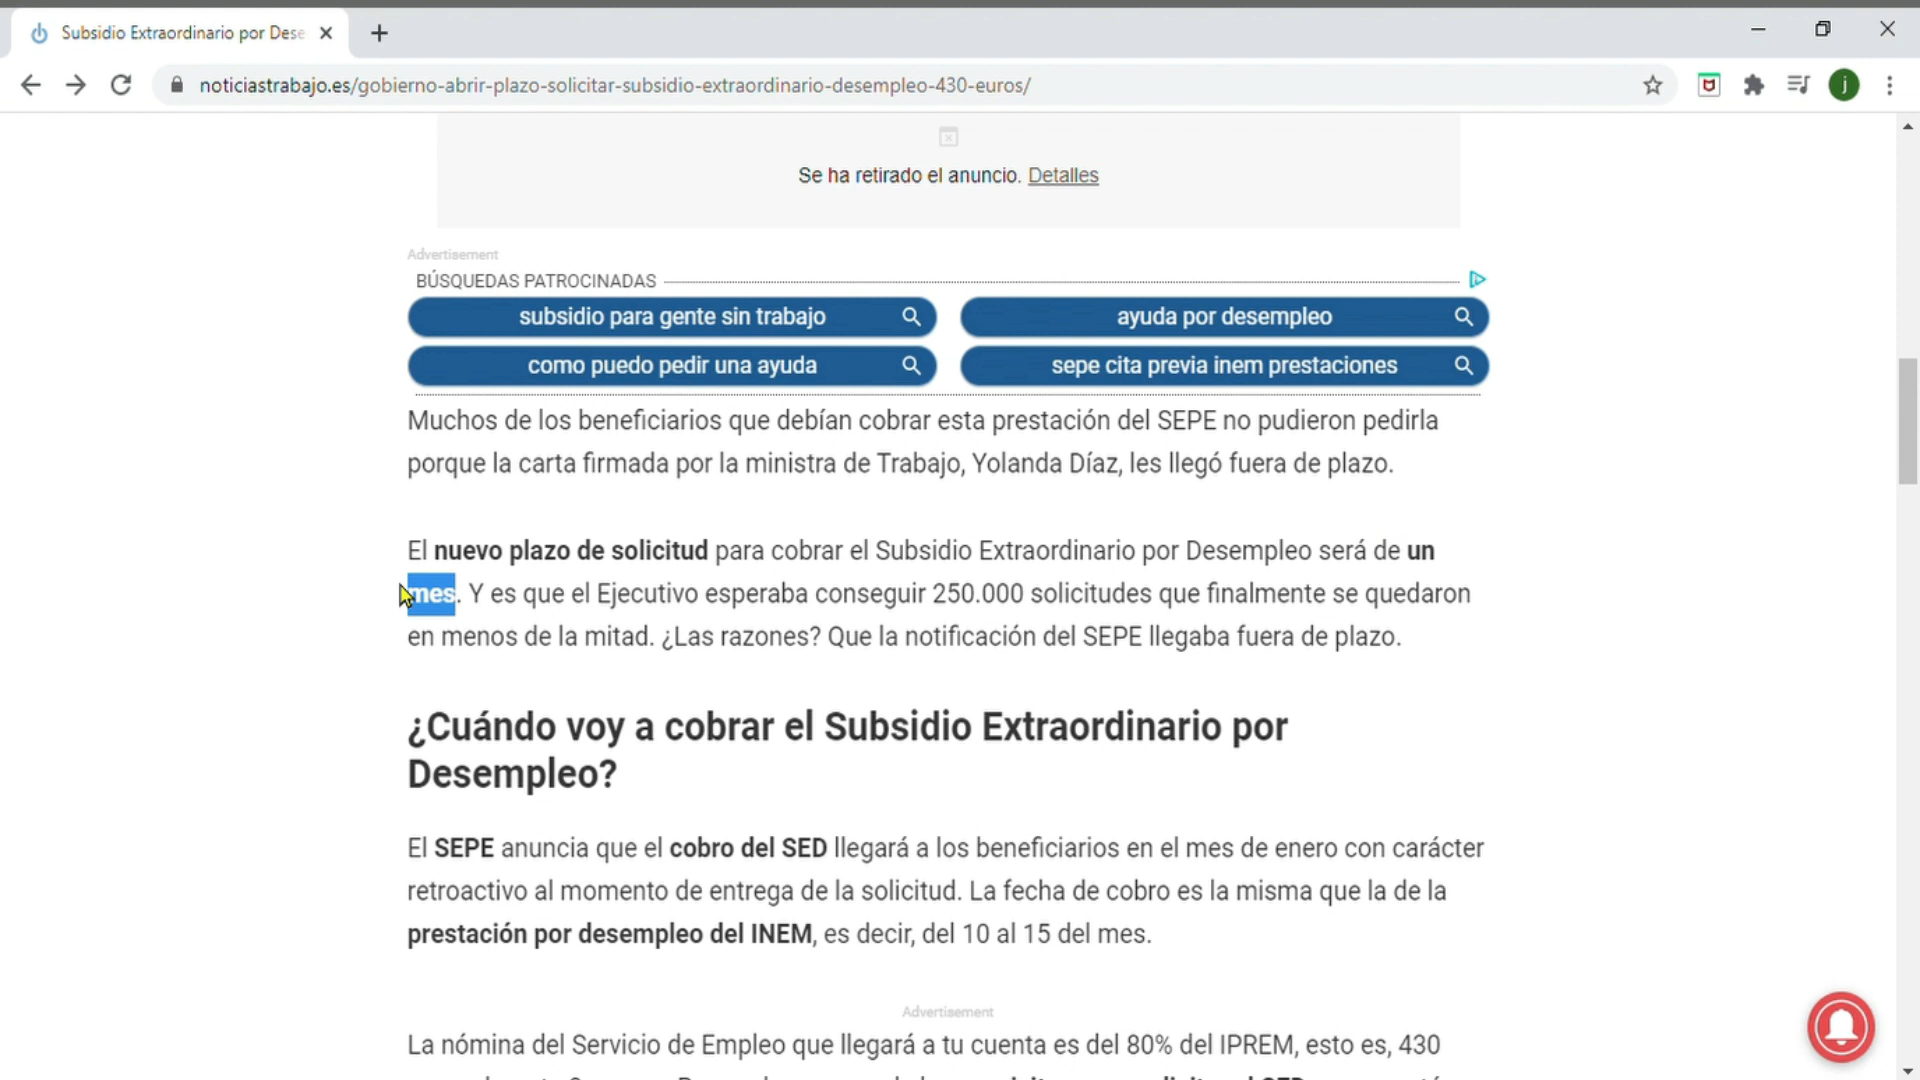 Subsidio Extraordinario por Dese
noticiastrabajo.es/gobierno-abrir-plazo-solicitar-subsidio-extraordinario-desempleo-430-euros/
j
Se ha retirado el anuncio. Detalles
Advertisement
BÚSQUEDAS PATROCINADAS
subsidio para gente sin trabajo
ayuda por desempleo
como puedo pedir una ayuda
sepe cita previa inem prestaciones
Muchos de los beneficiarios que debían cobrar esta prestación del SEPE no pudieron pedirla
porque la carta firmada por la ministra de Trabajo, Yolanda Díaz, les llegó fuera de plazo.
El nuevo plazo de solicitud para cobrar el Subsidio Extraordinario por Desempleo será de un
mes. Y es que el Ejecutivo esperaba conseguir 250.000 solicitudes que finalmente se quedaron
en menos de la mitad. ¿Las razones? Que la notificación del SEPE llegaba fuera de plazo.
¿Cuándo voy a cobrar el Subsidio Extraordinario por
Desempleo?
El SEPE anuncia que el cobro del SED llegará a los beneficiarios en el mes de enero con carácter
retroactivo al momento de entrega de la solicitud. La fecha de cobro es la misma que la de la
prestación por desempleo del INEM, es decir, del 10 al 15 del mes.
Advertisement
La nómina del Servicio de Empleo que llegará a tu cuenta es del 80% del IPREM, esto es, 430